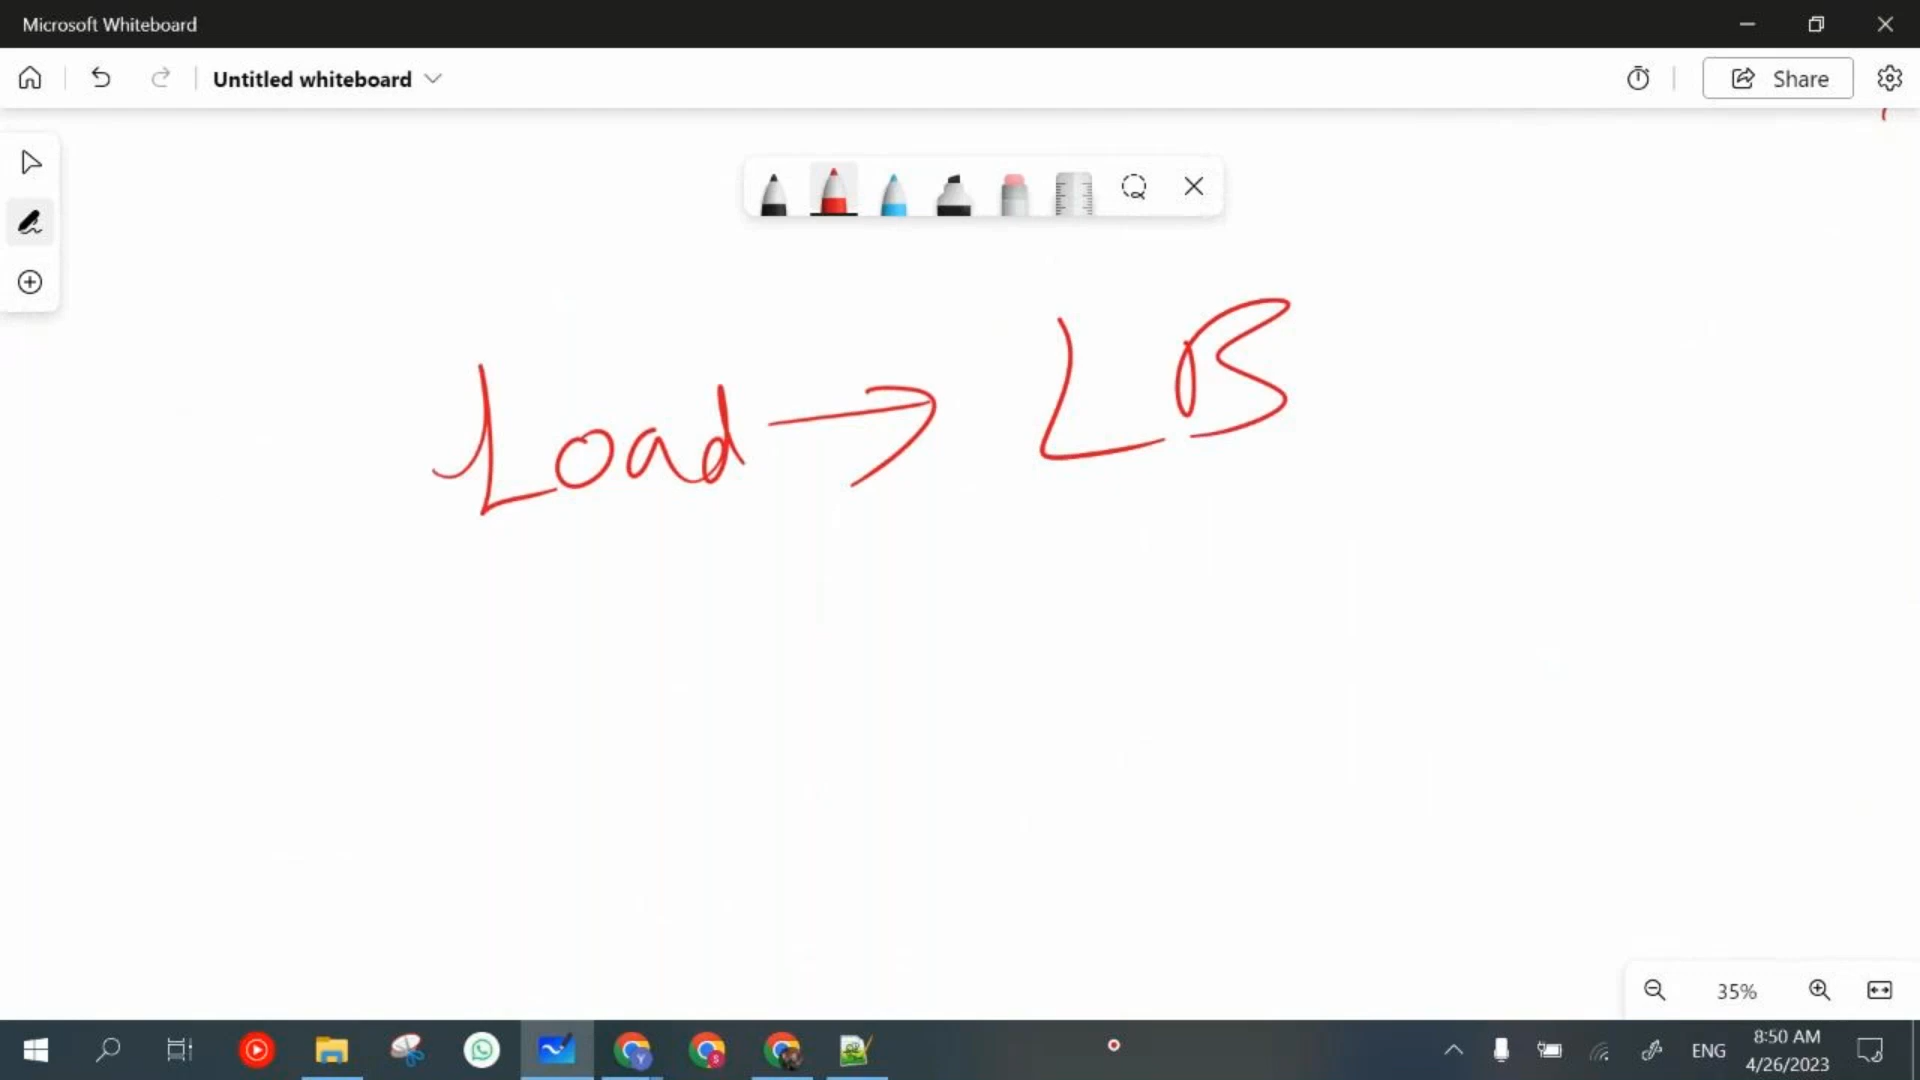 Microsoft Whiteboard
Untitled whiteboard
Share
Load → LB
35%
ENG
8:50 AM
4/26/2023